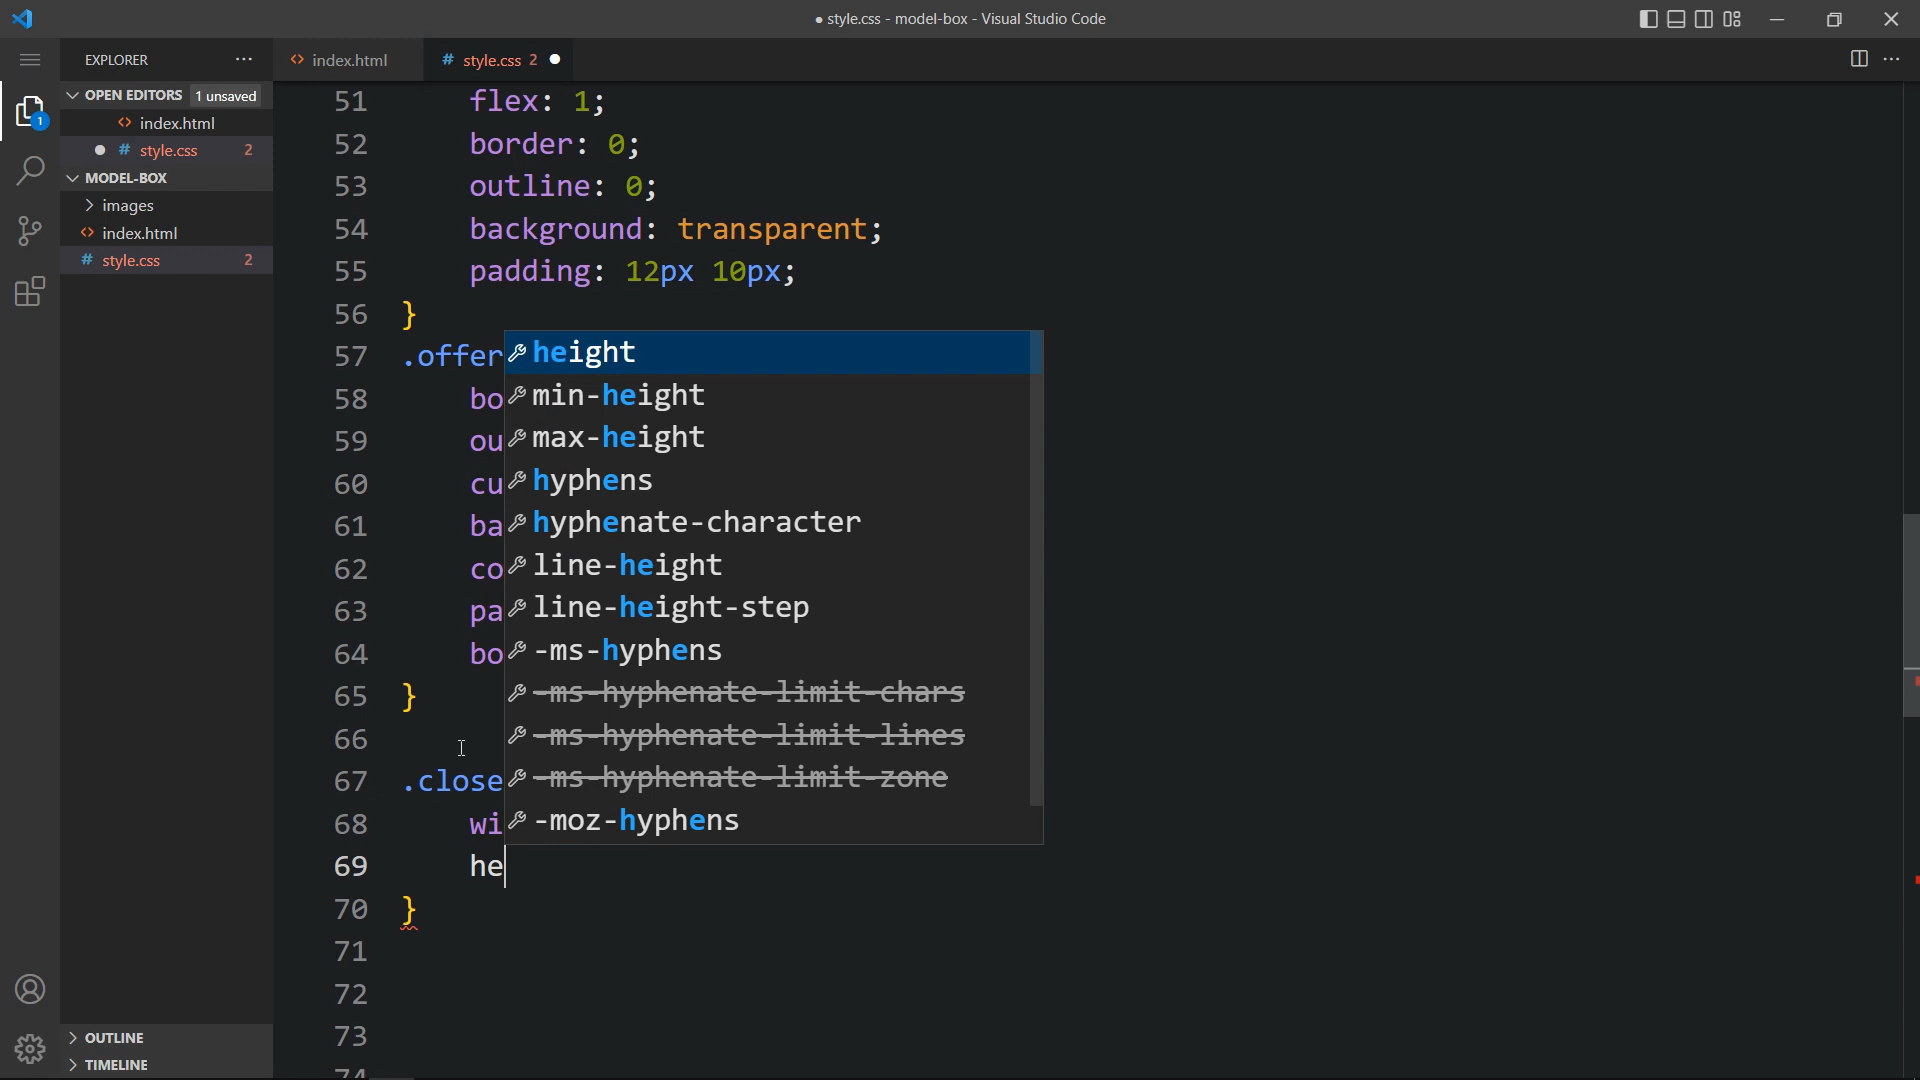 ● style.css - model-box - Visual Studio Code
EXPLORER
index.html
# style.css 2
OPEN EDITORS 1 unsaved
index.html
# style.css 2
MODEL-BOX
images
index.html
# style.css 2
OUTLINE
TIMELINE
1
51 flex: 1;
52 border: 0;
53 outline: 0;
54 background: transparent;
55 padding: 12px 10px;
56 }
57 .offer
58 bo
59 ou
60 cu
61 ba
62 co
63 pa
64 bo
65 }
66
67 .close
68 wi
69 he
70 }
71
72
73
height
min-height
max-height
hyphens
hyphenate-character
line-height
line-height-step
-ms-hyphens
-ms-hyphenate-limit-chars
-ms-hyphenate-limit-lines
-ms-hyphenate-limit-zone
-moz-hyphens